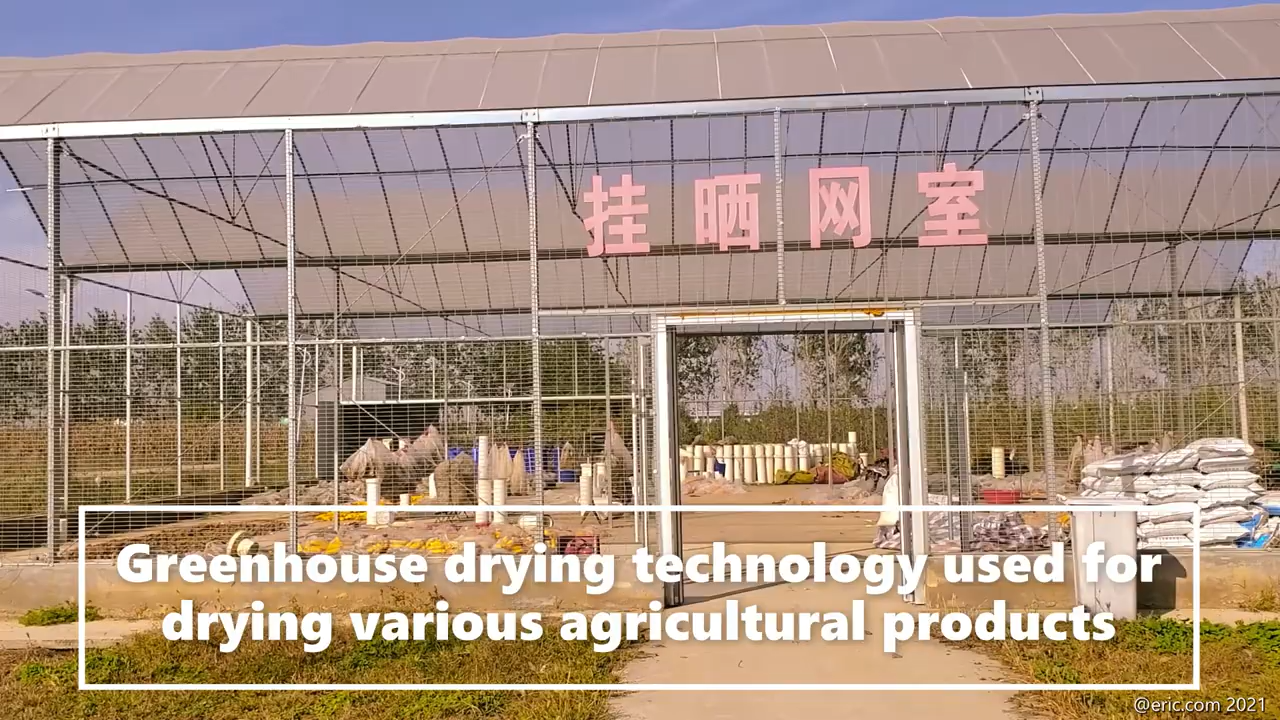 挂晒网室
Greenhouse drying technology used for
drying various agricultural products
@eric.com 2021